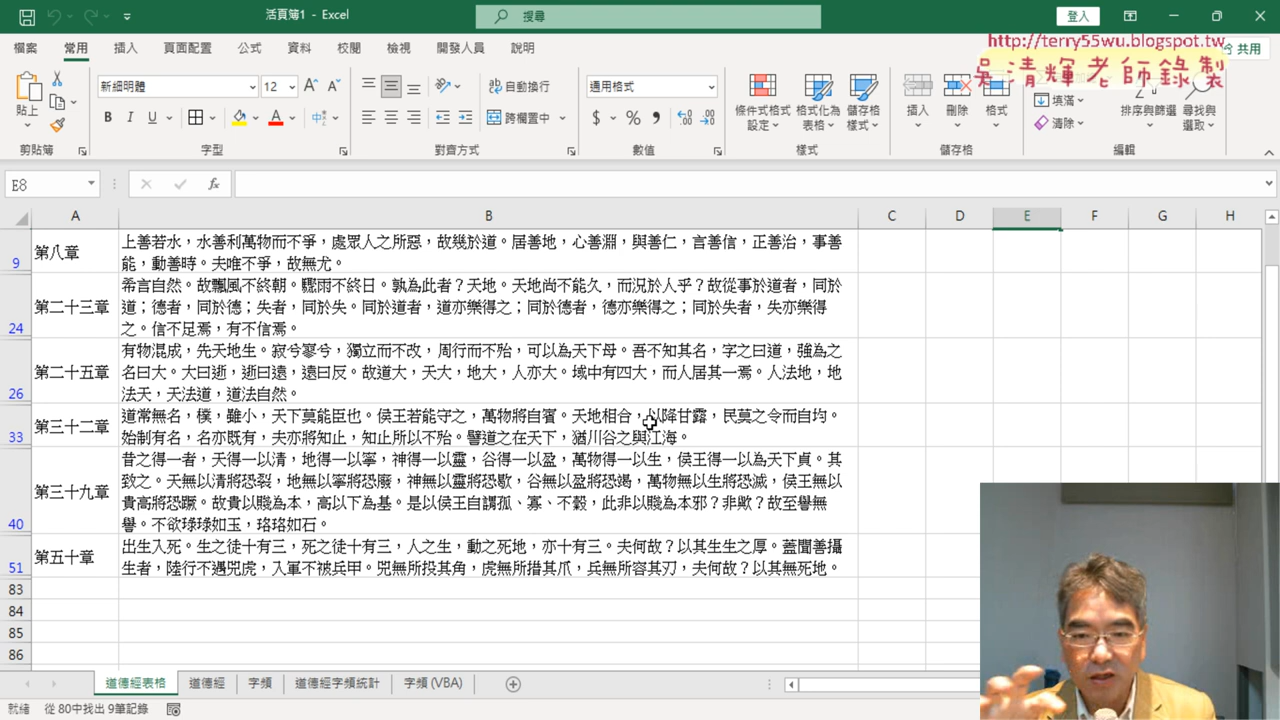 活頁簿1 - Excel
搜尋
登入
檔案 常用 插入 頁面配置 公式 資料 校閱 檢視 開發人員 說明
共用
http://terry55wu.blogspot.tw
吳清輝老師錄製
貼上
新細明體 12
B I U
自動換行
跨欄置中
通用格式
$ %
條件式格式設定
格式化為表格
儲存格樣式
插入 刪除 格式
填滿
清除
排序與篩選
尋找與選取
剪貼簿 字型 對齊方式 數值 樣式 儲存格 編輯
E8
fx
A B C D E F G H
9 第八章 上善若水，水善利萬物而不爭，處眾人之所惡，故幾於道。居善地，心善淵，與善仁，言善信，正善治，事善
能，動善時。夫唯不爭，故無尤。
24 第二十三章 希言自然。故飄風不終朝。驟雨不終日。孰為此者？天地。天地尚不能久，而況於人乎？故從事於道者，同於
道；德者，同於德；失者，同於失。同於道者，道亦樂得之；同於德者，德亦樂得之；同於失者，失亦樂得
之。信不足焉，有不信焉。
26 第二十五章 有物混成，先天地生。寂兮寥兮，獨立而不改，周行而不殆，可以為天下母。吾不知其名，字之曰道，強為之
名曰大。大曰逝，逝曰遠，遠曰反。故道大，天大，地大，人亦大。域中有四大，而人居其一焉。人法地，地
法天，天法道，道法自然。
33 第三十二章 道常無名，樸，雖小，天下莫能臣也。侯王若能守之，萬物將自賓。天地相合，以降甘露，民莫之令而自均。
始制有名，名亦既有，夫亦將知止，知止所以不殆。譬道之在天下，猶川谷之與江海。
40 第三十九章 昔之得一者，天得一以清，地得一以寧，神得一以靈，谷得一以盈，萬物得一以生，侯王得一以為天下貞。其
致之。天無以清將恐裂，地無以寧將恐廢，神無以靈將恐歇，谷無以盈將恐竭，萬物無以生將恐滅，侯王無以
貴高將恐蹶。故貴以賤為本，高以下為基。是以侯王自謂孤、寡、不穀，此非以賤為本邪？非歟？故至譽無
譽。不欲琭琭如玉，珞珞如石。
51 第五十章 出生入死。生之徒十有三，死之徒十有三，人之生，動之死地，亦十有三。夫何故？以其生生之厚。蓋聞善攝
生者，陸行不遇兕虎，入軍不被兵甲。兕無所投其角，虎無所措其爪，兵無所容其刃，夫何故？以其無死地。
83
84
85
86
道德經表格 道德經 字頻 道德經字頻統計 字頻 (VBA)
就緒 從 80中找出 9筆記錄